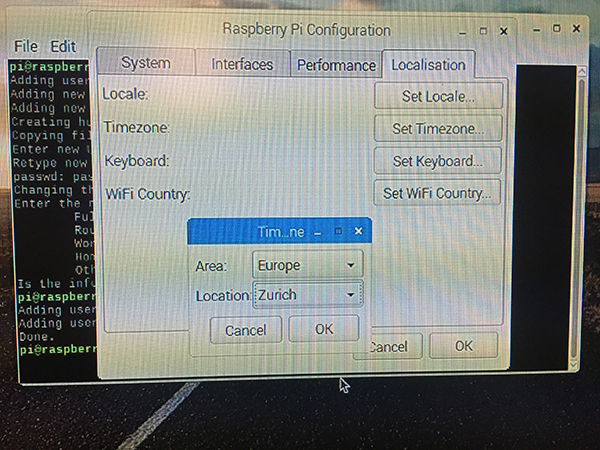 Raspberry Pi Configuration
File Edit
System Interfaces Performance Localisation
Locale: Set Locale...
Timezone: Set Timezone...
Keyboard: Set Keyboard...
WiFi Country: Set WiFi Country...
Tim...ne
Area: Europe
Location: Zurich
Cancel OK
Cancel OK
pi@raspberr
Adding user
Adding new
Adding new
Creating
Copying fil
Enter new
Retype new
passwd: pas
Changing th
Enter the
Ful
Wor
Oth
Is the info
pi@raspberr
Adding user
Adding user
Done.
pi@raspberr